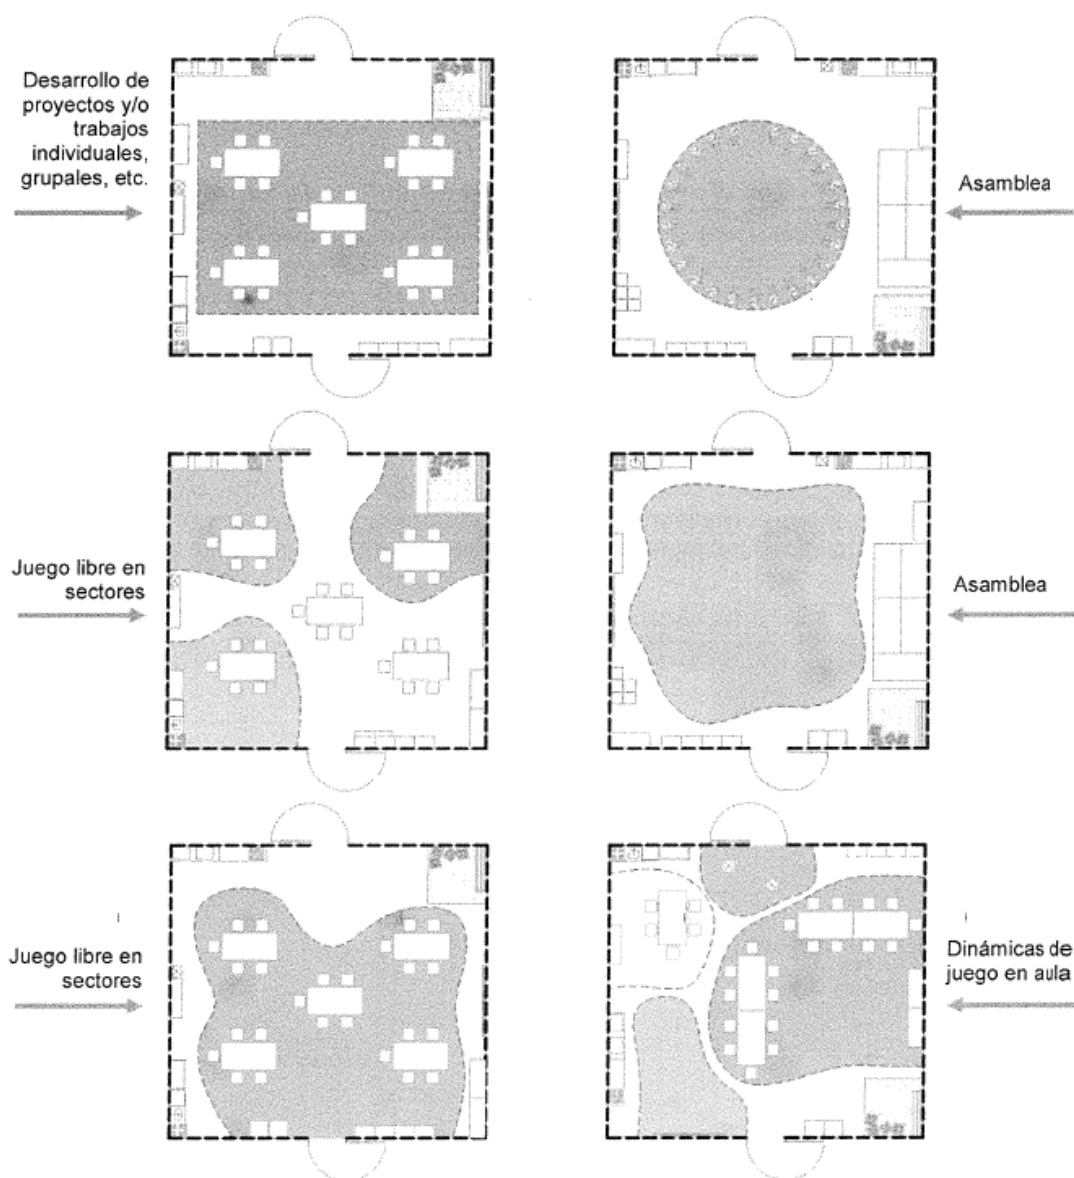 Desarrollo de
proyectos y/o
trabajos
individuales,
grupales, etc.
Asamblea
Juego libre en
sectores
Asamblea
Juego libre en
sectores
Dinámicas de
juego en aula